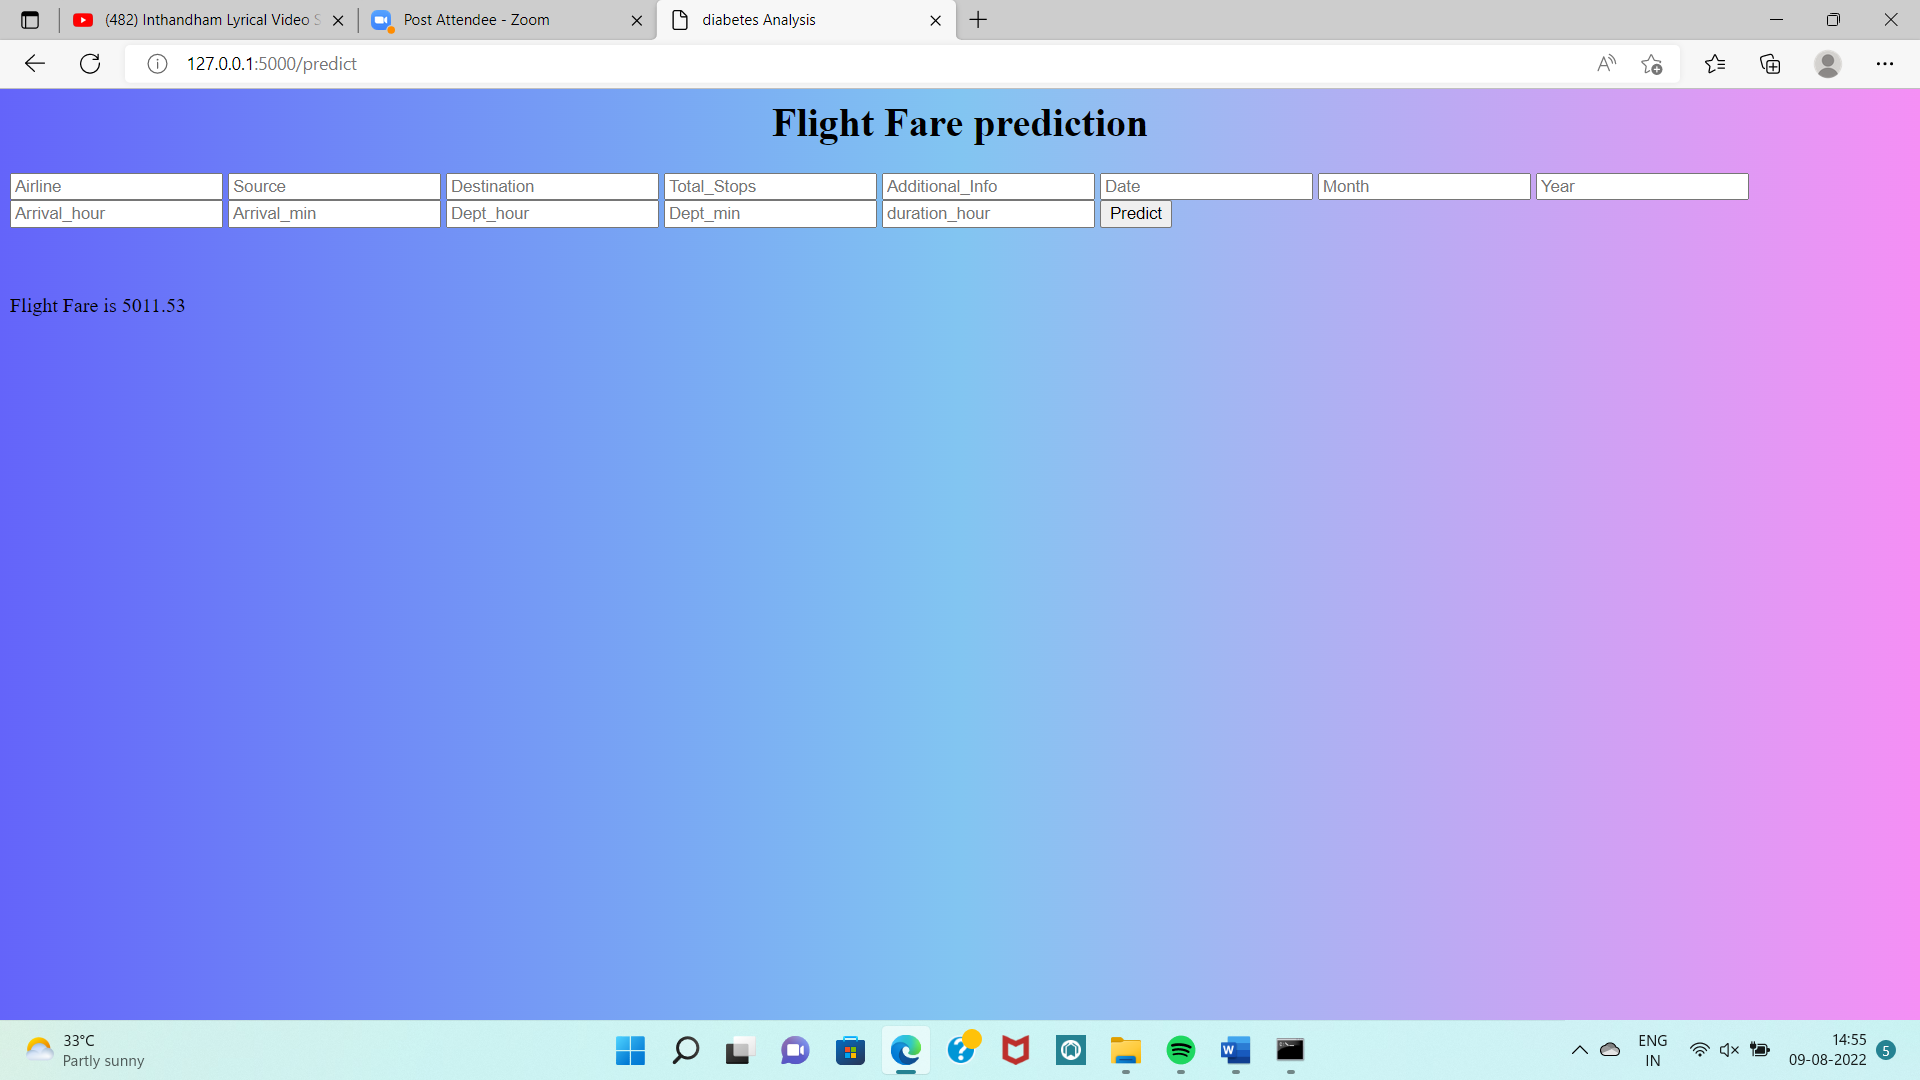 (482) Inthandham Lyrical Video S
Post Attendee - Zoom
diabetes Analysis
127.0.0.1:5000/predict
Flight Fare prediction
Airline Source Destination Total_Stops Additional_Info Date Month Year
Arrival_hour Arrival_min Dept_hour Dept_min duration_hour Predict
Flight Fare is 5011.53
33°C
Partly sunny
ENG
IN
14:55
09-08-2022
5